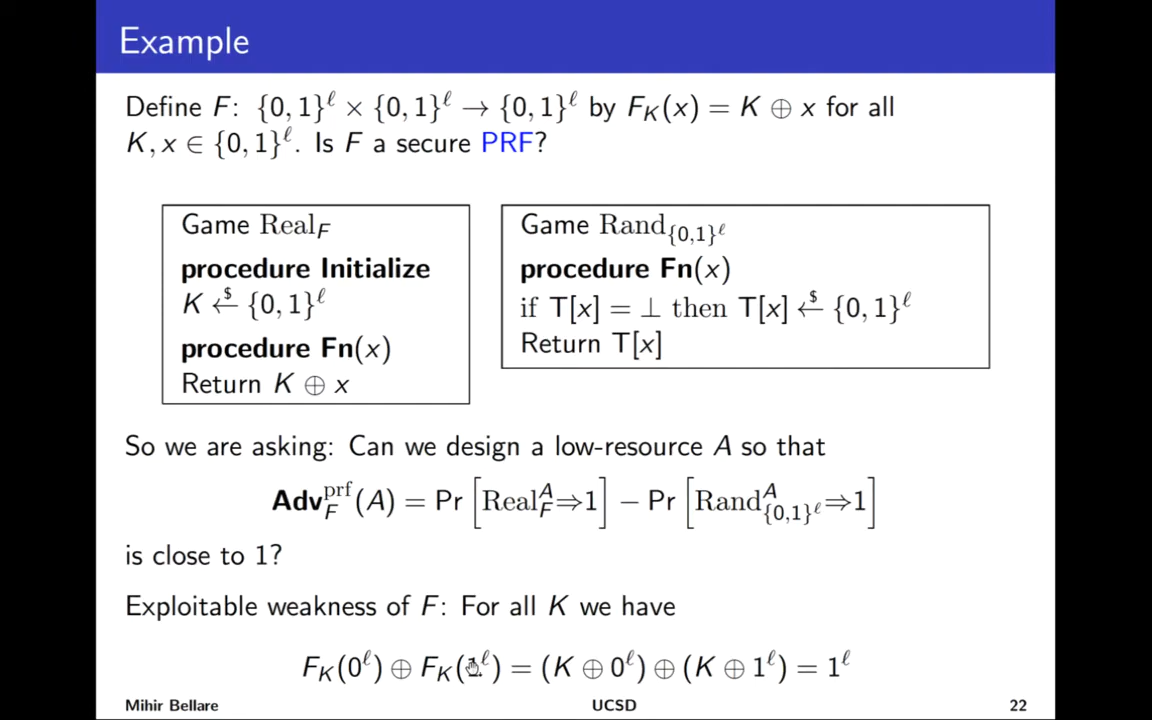 Example
Define F: {0, 1}^ℓ × {0, 1}^ℓ → {0, 1}^ℓ by F_K(x) = K ⊕ x for all
K, x ∈ {0, 1}^ℓ. Is F a secure PRF?
Game Real_F
procedure Initialize
K ←$ {0, 1}^ℓ
procedure Fn(x)
Return K ⊕ x
Game Rand_{{0,1}^ℓ}
procedure Fn(x)
if T[x] = ⊥ then T[x] ←$ {0, 1}^ℓ
Return T[x]
So we are asking: Can we design a low-resource A so that
Adv_F^prf(A) = Pr [Real_F^A⇒1] − Pr [Rand_{{0,1}^ℓ}^A⇒1]
is close to 1?
Exploitable weakness of F: For all K we have
F_K(0^ℓ) ⊕ F_K(1^ℓ) = (K ⊕ 0^ℓ) ⊕ (K ⊕ 1^ℓ) = 1^ℓ
Mihir Bellare UCSD 22